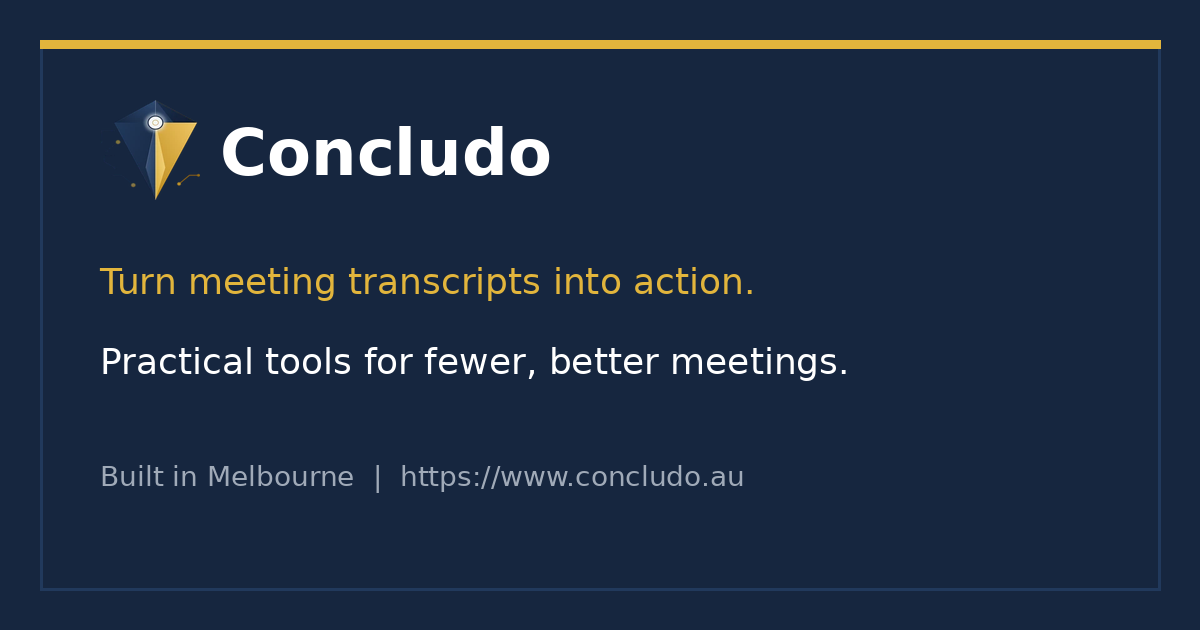 Concludo
Turn meeting transcripts into action.
Practical tools for fewer, better meetings.
Built in Melbourne | https://www.concludo.au